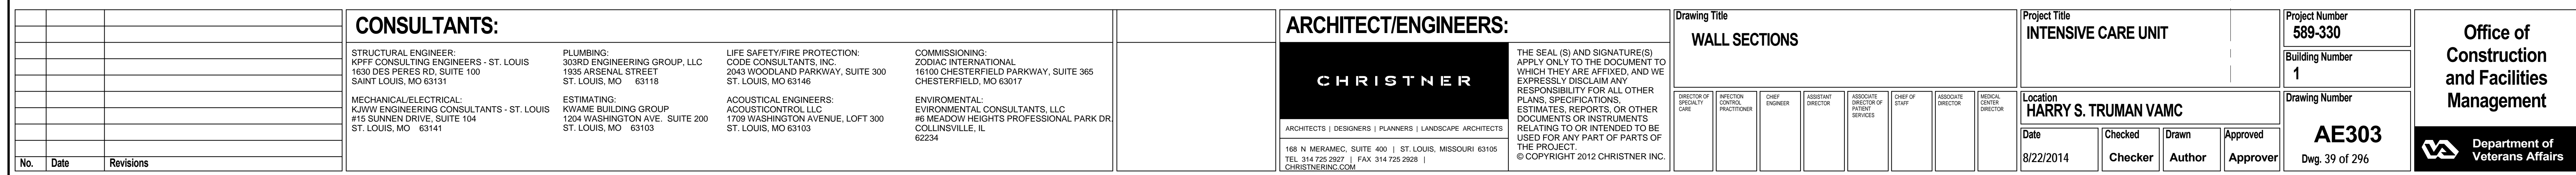 No. Date Revisions
CONSULTANTS:
STRUCTURAL ENGINEER:
KPFF CONSULTING ENGINEERS - ST. LOUIS
1630 DES PERES RD, SUITE 100
SAINT LOUIS, MO 63131
MECHANICAL/ELECTRICAL:
KJWW ENGINEERING CONSULTANTS - ST. LOUIS
#15 SUNNEN DRIVE, SUITE 104
ST. LOUIS, MO 63141
PLUMBING:
303RD ENGINEERING GROUP, LLC
1935 ARSENAL STREET
ST. LOUIS, MO 63118
ESTIMATING:
KWAME BUILDING GROUP
1204 WASHINGTON AVE. SUITE 200
ST. LOUIS, MO 63103
LIFE SAFETY/FIRE PROTECTION:
CODE CONSULTANTS, INC.
2043 WOODLAND PARKWAY, SUITE 300
ST. LOUIS, MO 63146
ACOUSTICAL ENGINEERS:
ACOUSTICONTROL LLC
1709 WASHINGTON AVENUE, LOFT 300
ST. LOUIS, MO 63103
COMMISSIONING:
ZODIAC INTERNATIONAL
16100 CHESTERFIELD PARKWAY, SUITE 365
CHESTERFIELD, MO 63017
ENVIROMENTAL:
EVIRONMENTAL CONSULTANTS, LLC
#6 MEADOW HEIGHTS PROFESSIONAL PARK DR.
COLLINSVILLE, IL
62234
ARCHITECT/ENGINEERS:
CHRISTNER
ARCHITECTS | DESIGNERS | PLANNERS | LANDSCAPE ARCHITECTS
168 N MERAMEC, SUITE 400 | ST. LOUIS, MISSOURI 63105
TEL 314 725 2927 | FAX 314 725 2928 |
CHRISTNERINC.COM
THE SEAL (S) AND SIGNATURE(S)
APPLY ONLY TO THE DOCUMENT TO
WHICH THEY ARE AFFIXED, AND WE
EXPRESSLY DISCLAIM ANY
RESPONSIBILITY FOR ALL OTHER
PLANS, SPECIFICATIONS,
ESTIMATES, REPORTS, OR OTHER
DOCUMENTS OR INSTRUMENTS
RELATING TO OR INTENDED TO BE
USED FOR ANY PART OF PARTS OF
THE PROJECT.
© COPYRIGHT 2012 CHRISTNER INC.
Drawing Title
WALL SECTIONS
DIRECTOR OF
SPECIALTY
CARE
INFECTION
CONTROL
PRACTITIONER
CHIEF
ENGINEER
ASSISTANT
DIRECTOR
ASSOCIATE
DIRECTOR OF
PATIENT
SERVICES
CHIEF OF
STAFF
ASSOCIATE
DIRECTOR
MEDICAL
CENTER
DIRECTOR
Project Title
INTENSIVE CARE UNIT
Location
HARRY S. TRUMAN VAMC
Date Checked Drawn Approved
8/22/2014 Checker Author Approver
Project Number
589-330
Building Number
1
Drawing Number
AE303
Dwg. 39 of 296
Office of
Construction
and Facilities
Management
VA
Department of
Veterans Affairs